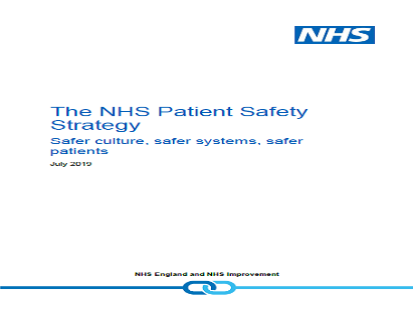 NHS
The NHS Patient Safety
Strategy
Safer culture, safer systems, safer
patients
July 2019
NHS England and NHS Improvement